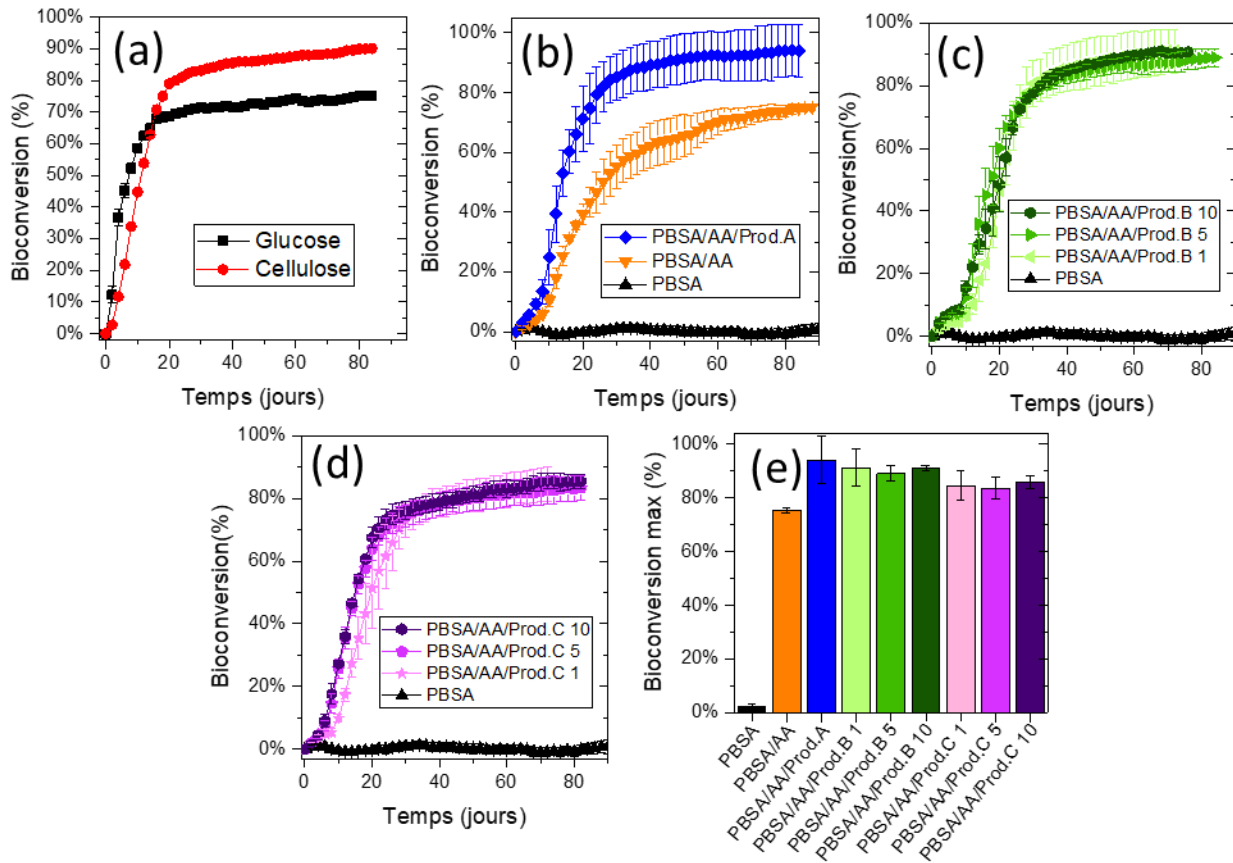 (a)
Bioconversion (%)
100%
90%
80%
70%
60%
50%
40%
30%
20%
10%
0%
Glucose
Cellulose
0 20 40 60 80
Temps (jours)
(b)
Bioconversion (%)
100%
80%
60%
40%
20%
0%
PBSA/AA/Prod.A
PBSA/AA
PBSA
0 20 40 60 80
Temps (jours)
(c)
Bioconversion(%)
100%
80%
60%
40%
20%
0%
PBSA/AA/Prod.B 10
PBSA/AA/Prod.B 5
PBSA/AA/Prod.B 1
PBSA
0 20 40 60 80
Temps (jours)
(d)
Bioconversion(%)
100%
80%
60%
40%
20%
0%
PBSA/AA/Prod.C 10
PBSA/AA/Prod.C 5
PBSA/AA/Prod.C 1
PBSA
0 20 40 60 80
Temps (jours)
(e)
Bioconversion max (%)
100%
80%
60%
40%
20%
0%
PBSA
PBSA/AA
PBSA/AA/Prod.A
PBSA/AA/Prod.B 1
PBSA/AA/Prod.B 5
PBSA/AA/Prod.B 10
PBSA/AA/Prod.C 1
PBSA/AA/Prod.C 5
PBSA/AA/Prod.C 10